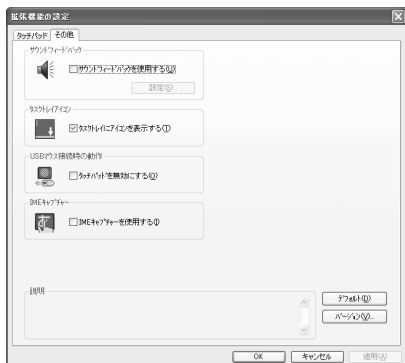 拡張機能の設定
タッチパッド その他
サウンドフィードバック
サウンドフィードバックを使用する(U)
設定(S)...
タスクトレイアイコン
タスクトレイにアイコンを表示する(T)
USBマウス接続時の動作
タッチパッドを無効にする(O)
IMEキャプチャー
IMEキャプチャーを使用する(I)
説明
デフォルト(D)
バージョン(V)...
OK キャンセル 適用(A)